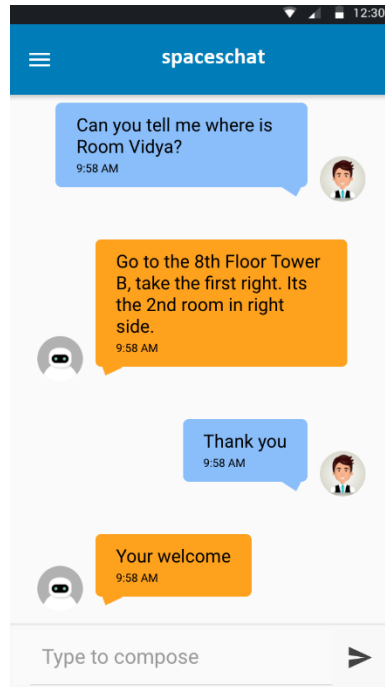 12:30
spaceschat
Can you tell me where is
Room Vidya?
9:58 AM
Go to the 8th Floor Tower
B, take the first right. Its
the 2nd room in right
side.
9:58 AM
Thank you
9:58 AM
Your welcome
9:58 AM
Type to compose